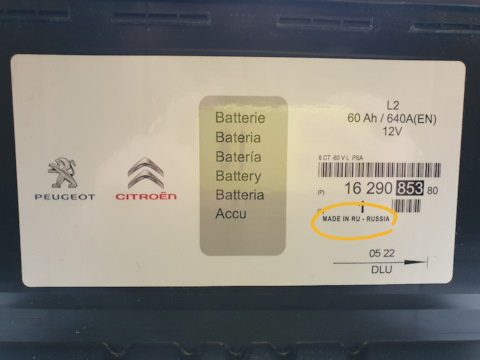 PEUGEOT
CITROËN
Batterie
Bateria
Batería
Battery
Batteria
Accu
L2
60 Ah / 640A(EN)
12V
6 CT -60 V L PSA
(P) 16 290 853 80
1
MADE IN RU - RUSSIA
05 22
DLU